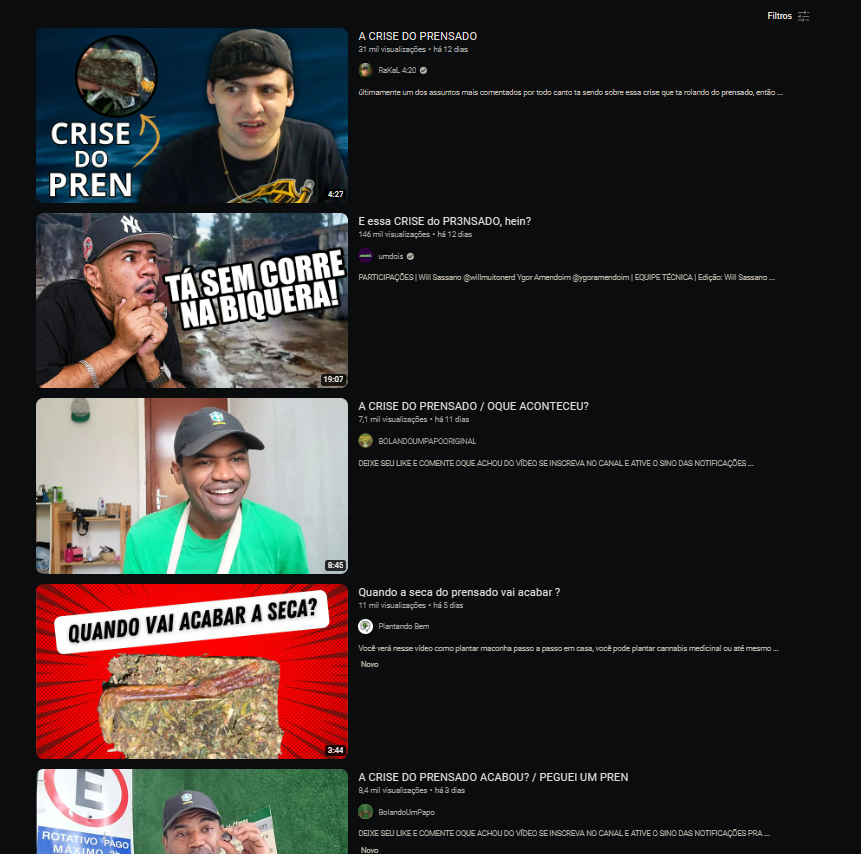 Filtros
CRISE
DO
PREN
4:27
A CRISE DO PRENSADO
31 mil visualizações • há 12 dias
RaKaL 4:20
últimamente um dos assuntos mais comentados por todo canto ta sendo sobre essa crise que ta rolando do prensado, então ...
TÁ SEM CORRE
NA BIQUERA!
19:07
E essa CRISE do PR3NSADO, hein?
146 mil visualizações • há 12 dias
umdois
PARTICIPAÇÕES | Will Sassano @willmuitonerd Ygor Amendoim @ygoramendoim | EQUIPE TÉCNICA | Edição: Will Sassano ...
8:45
A CRISE DO PRENSADO / OQUE ACONTECEU?
7,1 mil visualizações • há 11 dias
BOLANDOUMPAPOORIGINAL
DEIXE SEU LIKE E COMENTE OQUE ACHOU DO VÍDEO SE INSCREVA NO CANAL E ATIVE O SINO DAS NOTIFICAÇÕES ...
QUANDO VAI ACABAR A SECA?
3:44
Quando a seca do prensado vai acabar ?
11 mil visualizações • há 5 dias
Plantando Bem
Você verá nesse vídeo como plantar maconha passo a passo em casa, você pode plantar cannabis medicinal ou até mesmo ...
Novo
E
ROTATIVO PAGO
MÁXIMO
A CRISE DO PRENSADO ACABOU? / PEGUEI UM PREN
8,4 mil visualizações • há 3 dias
BolandoUmPapo
DEIXE SEU LIKE E COMENTE OQUE ACHOU DO VÍDEO SE INSCREVA NO CANAL E ATIVE O SINO DAS NOTIFICAÇÕES PRA ...
Novo